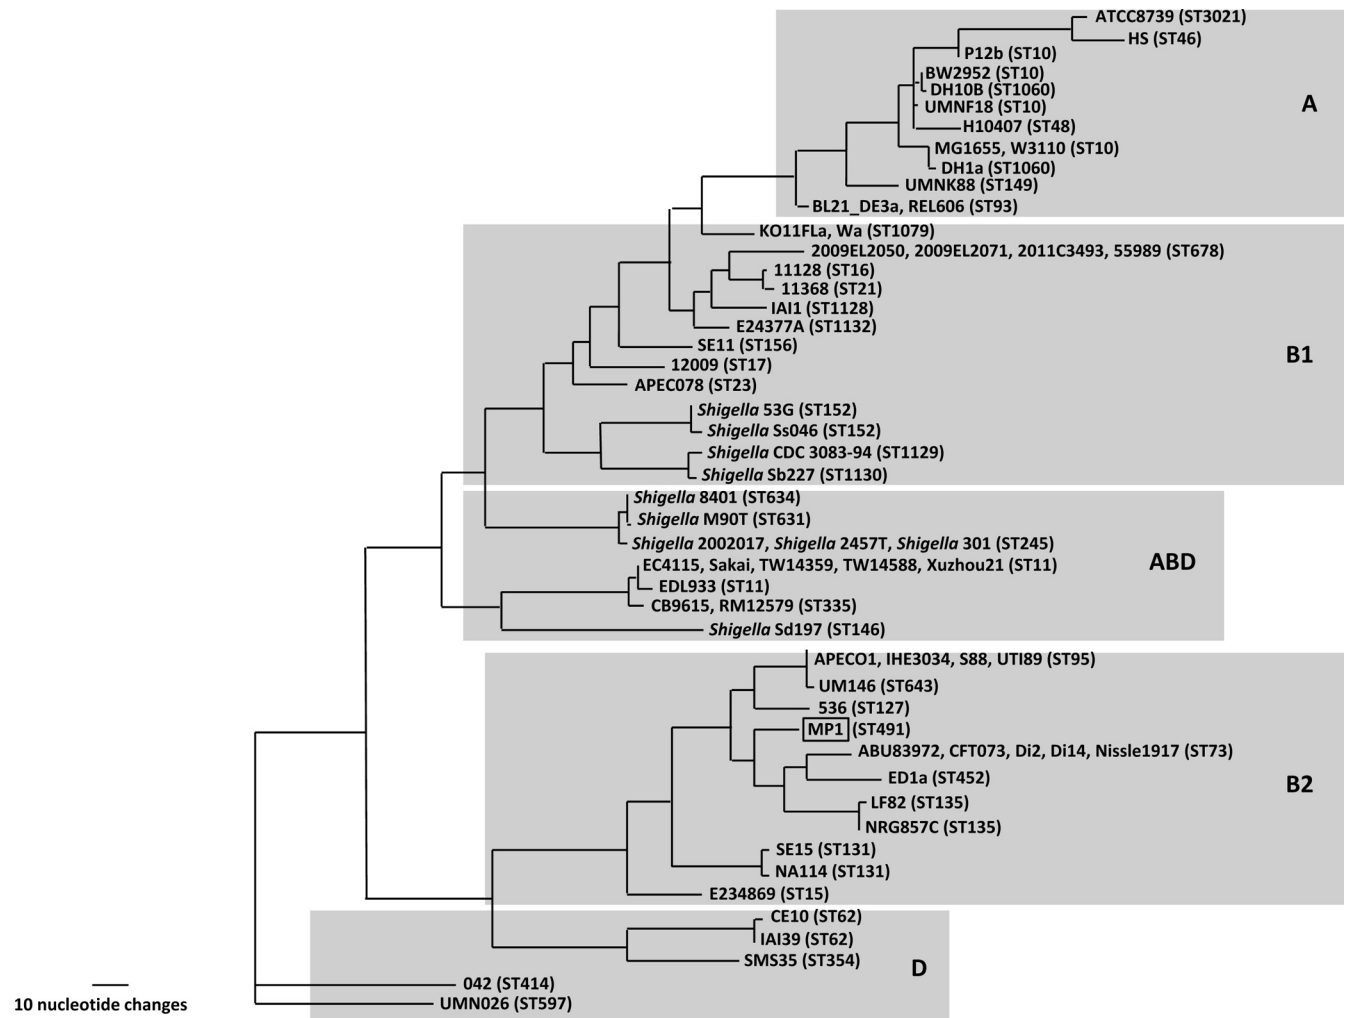 ATCC8739 (ST3021)
HS (ST46)
P12b (ST10)
BW2952 (ST10)
DH10B (ST1060)
UMNF18 (ST10)
A
H10407 (ST48)
MG1655, W3110 (ST10)
DH1a (ST1060)
UMNK88 (ST149)
BL21_DE3a, REL606 (ST93)
KO11FLa, Wa (ST1079)
2009EL2050, 2009EL2071, 2011C3493, 55989 (ST678)
11128 (ST16)
11368 (ST21)
IAI1 (ST1128)
E24377A (ST1132)
SE11 (ST156)
B1
12009 (ST17)
APEC078 (ST23)
Shigella 53G (ST152)
Shigella Ss046 (ST152)
Shigella CDC 3083-94 (ST1129)
Shigella Sb227 (ST1130)
Shigella 8401 (ST634)
Shigella M90T (ST631)
Shigella 2002017, Shigella 2457T, Shigella 301 (ST245)
ABD
EC4115, Sakai, TW14359, TW14588, Xuzhou21 (ST11)
EDL933 (ST11)
CB9615, RM12579 (ST335)
Shigella Sd197 (ST146)
APECO1, IHE3034, S88, UTI89 (ST95)
UM146 (ST643)
536 (ST127)
MP1 (ST491)
ABU83972, CFT073, Di2, Di14, Nissle1917 (ST73)
ED1a (ST452)
B2
LF82 (ST135)
NRG857C (ST135)
SE15 (ST131)
NA114 (ST131)
E234869 (ST15)
CE10 (ST62)
IAI39 (ST62)
SMS35 (ST354)
D
042 (ST414)
UMN026 (ST597)
10 nucleotide changes